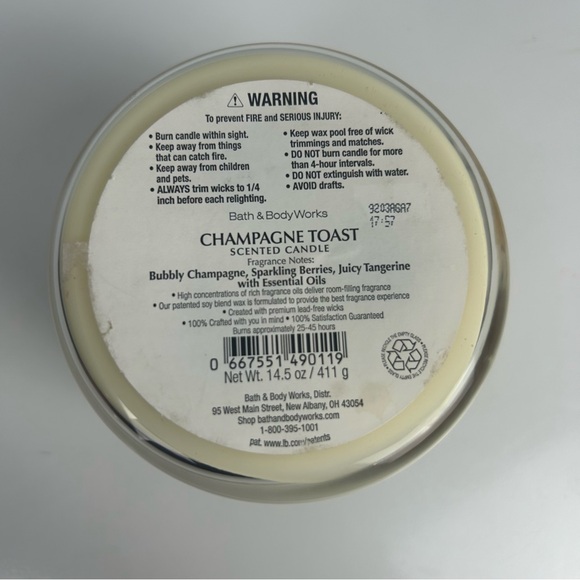 ⚠ WARNING
To prevent FIRE and SERIOUS INJURY:
• Burn candle within sight.
• Keep away from things
that can catch fire.
• Keep away from children
and pets.
• ALWAYS trim wicks to 1/4
inch before each relighting.
• Keep wax pool free of wick
trimmings and matches.
• DO NOT burn candle for more
than 4-hour intervals.
• DO NOT extinguish with water.
• AVOID drafts.
Bath & Body Works
9203A6A7
17:57
CHAMPAGNE TOAST
SCENTED CANDLE
Fragrance Notes:
Bubbly Champagne, Sparkling Berries, Juicy Tangerine
with Essential Oils
• High concentrations of rich fragrance oils deliver room-filling fragrance
• Our patented soy blend wax is formulated to provide the best fragrance experience
• Created with premium lead-free wicks
• 100% Crafted with you in mind • 100% Satisfaction Guaranteed
Burns approximately 25-45 hours
0 667551 490119
Net Wt. 14.5 oz / 411 g
Bath & Body Works, Distr.
95 West Main Street, New Albany, OH 43054
Shop bathandbodyworks.com
1-800-395-1001
Pat. www.lb.com/patents